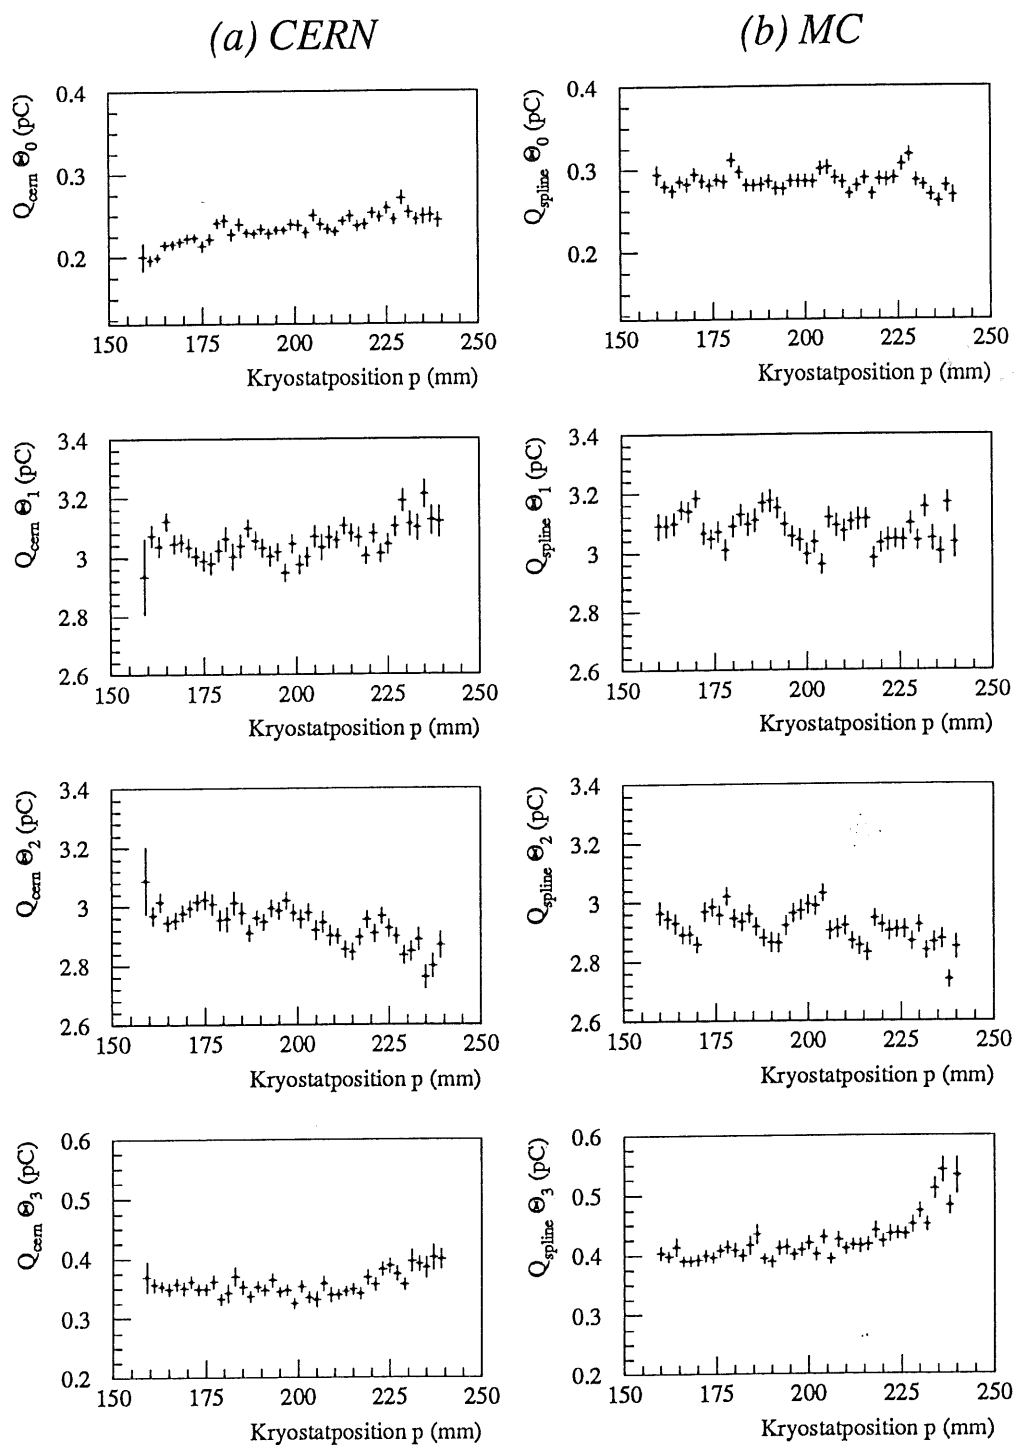 (a) CERN
(b) MC
Q_cern Θ_0 (pC)
0.4
0.3
0.2
150 175 200 225 250
Kryostatposition p (mm)
Q_spline Θ_0 (pC)
0.4
0.3
0.2
150 175 200 225 250
Kryostatposition p (mm)
Q_cern Θ_1 (pC)
3.4
3.2
3
2.8
2.6
150 175 200 225 250
Kryostatposition p (mm)
Q_spline Θ_1 (pC)
3.4
3.2
3
2.8
2.6
150 175 200 225 250
Kryostatposition p (mm)
Q_cern Θ_2 (pC)
3.4
3.2
3
2.8
2.6
150 175 200 225 250
Kryostatposition p (mm)
Q_spline Θ_2 (pC)
3.4
3.2
3
2.8
2.6
150 175 200 225 250
Kryostatposition p (mm)
Q_cern Θ_3 (pC)
0.6
0.5
0.4
0.3
0.2
150 175 200 225 250
Kryostatposition p (mm)
Q_spline Θ_3 (pC)
0.6
0.5
0.4
0.3
0.2
150 175 200 225 250
Kryostatposition p (mm)